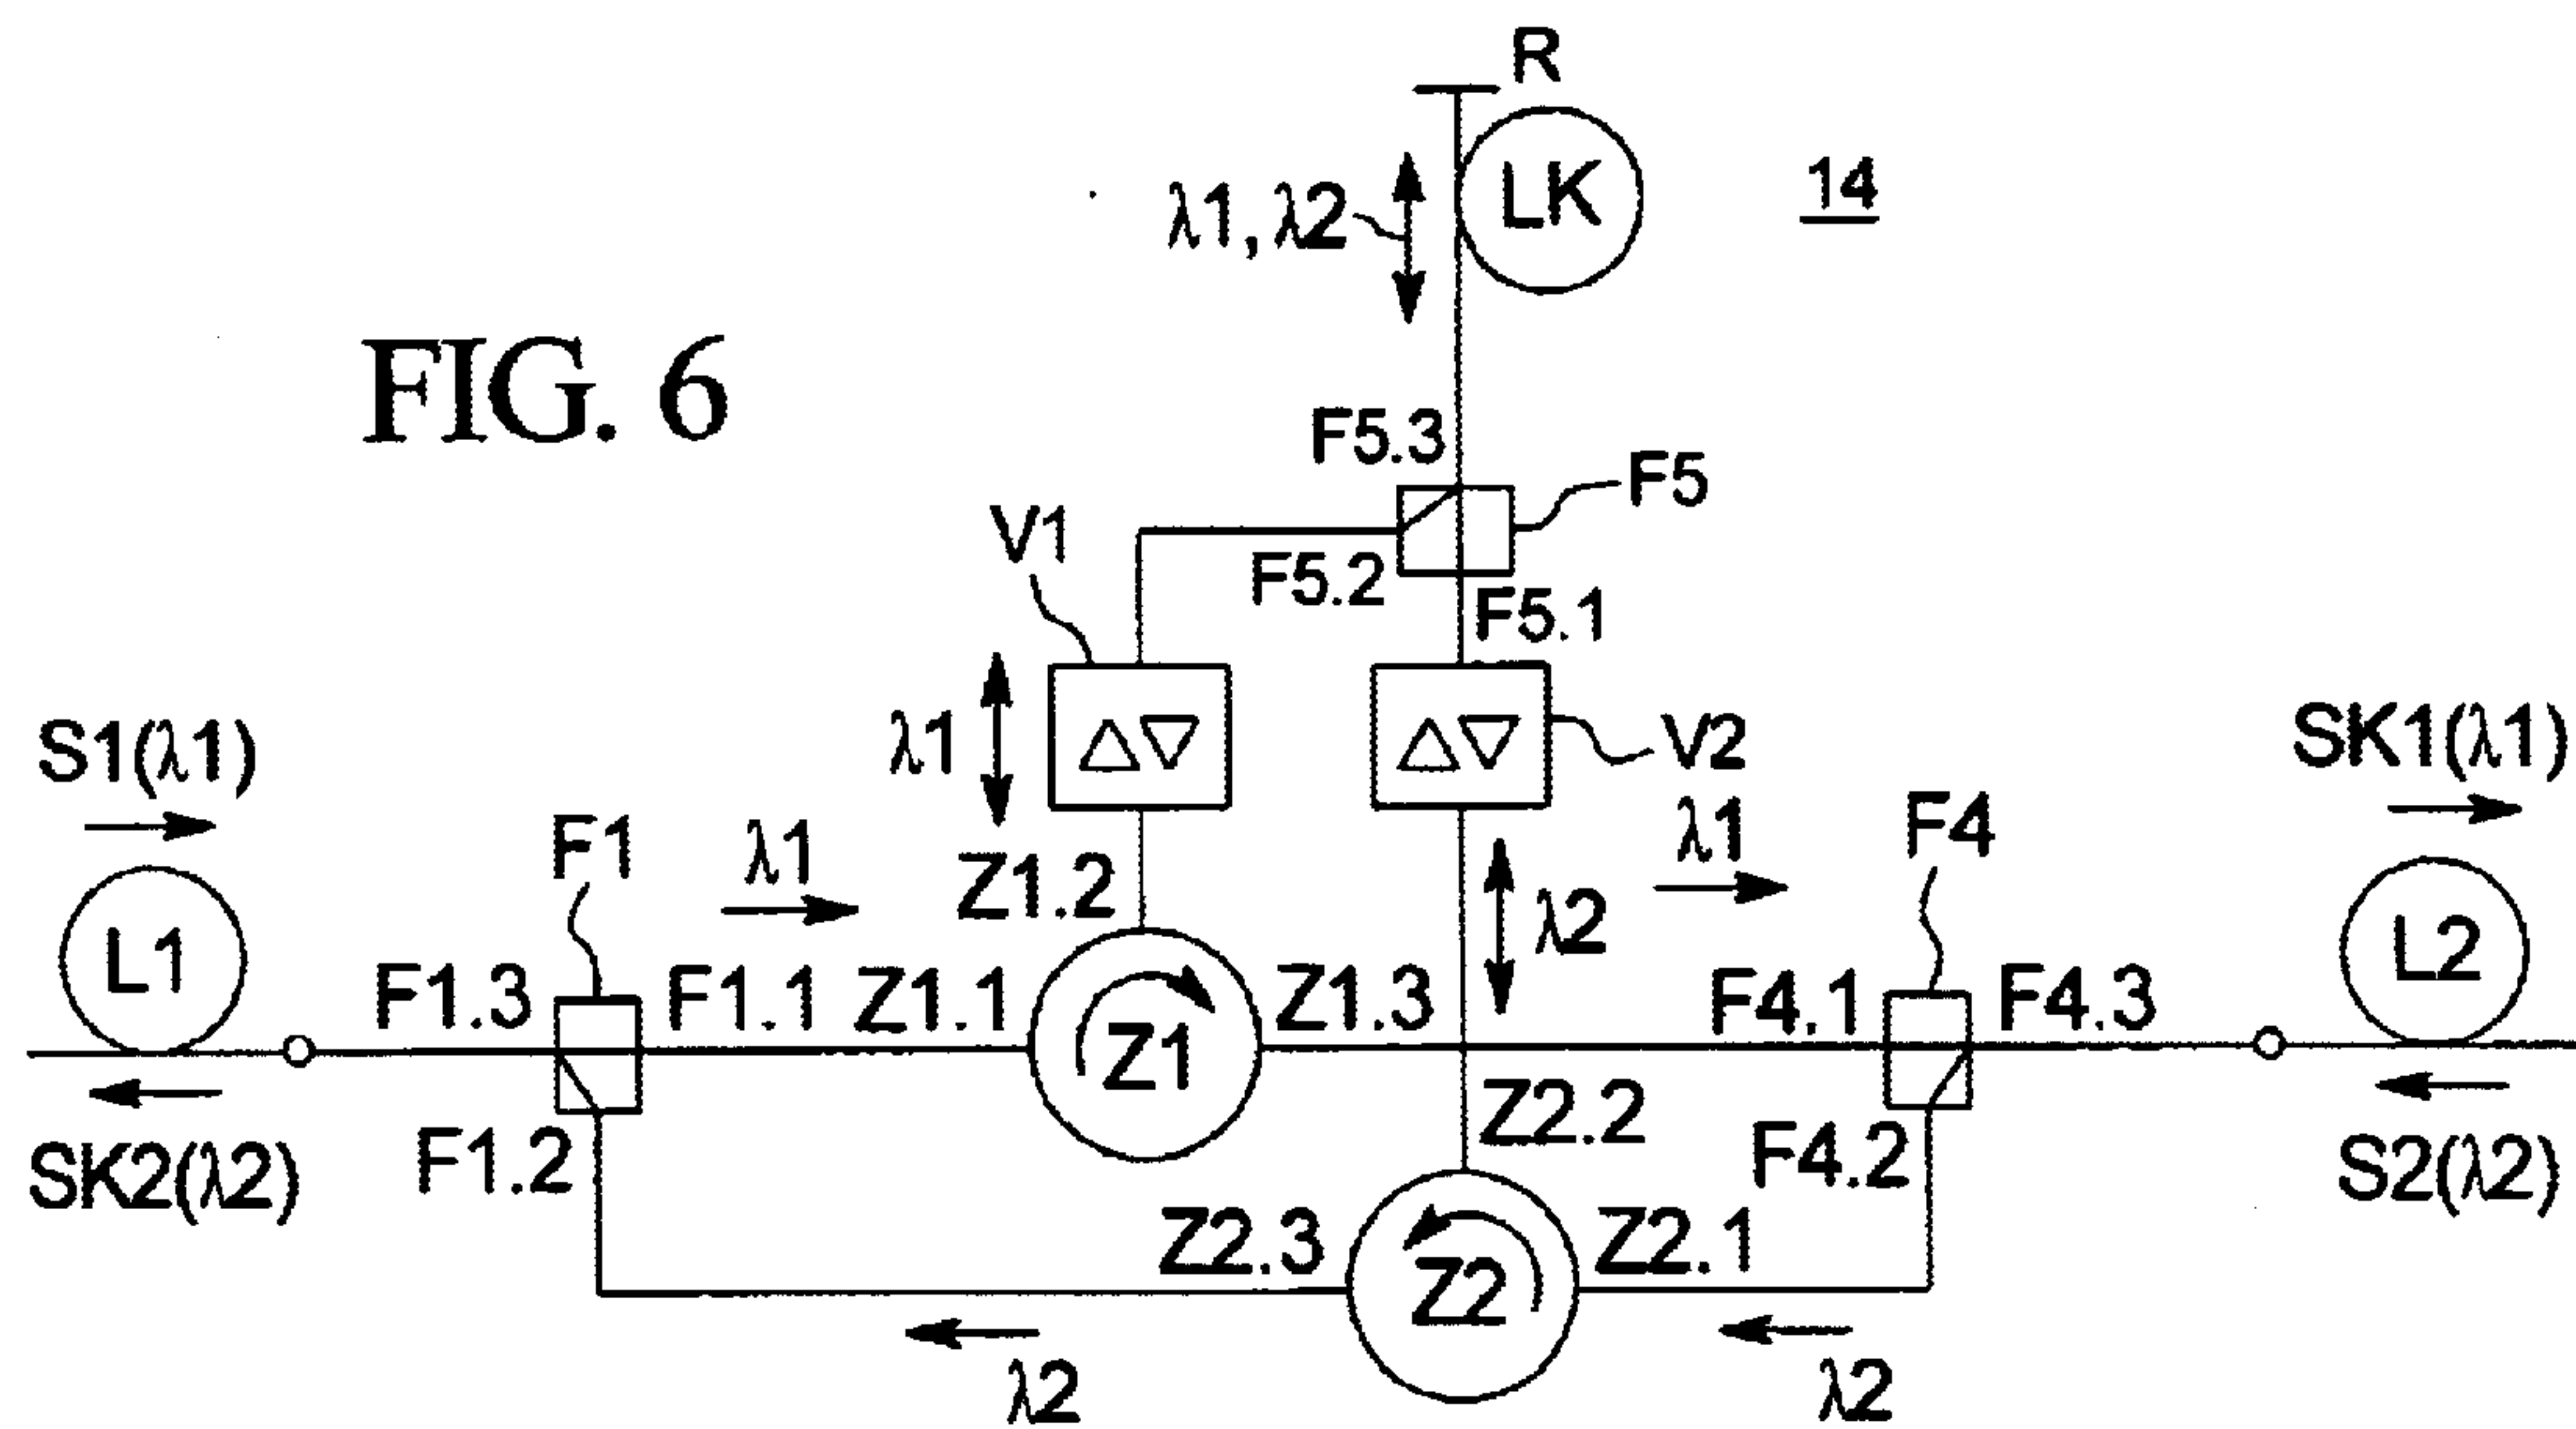 R
LK
14
λ1, λ2
FIG. 6
F5.3
F5
V1
F5.2
F5.1
S1(λ1)
λ1
V2
SK1(λ1)
F1
λ1
Z1.2
λ1
F4
λ2
L1
L2
F1.3
F1.1
Z1.1
Z1
Z1.3
F4.1
F4.3
SK2(λ2)
F1.2
Z2.2
F4.2
S2(λ2)
Z2.3
Z2
Z2.1
λ2
λ2